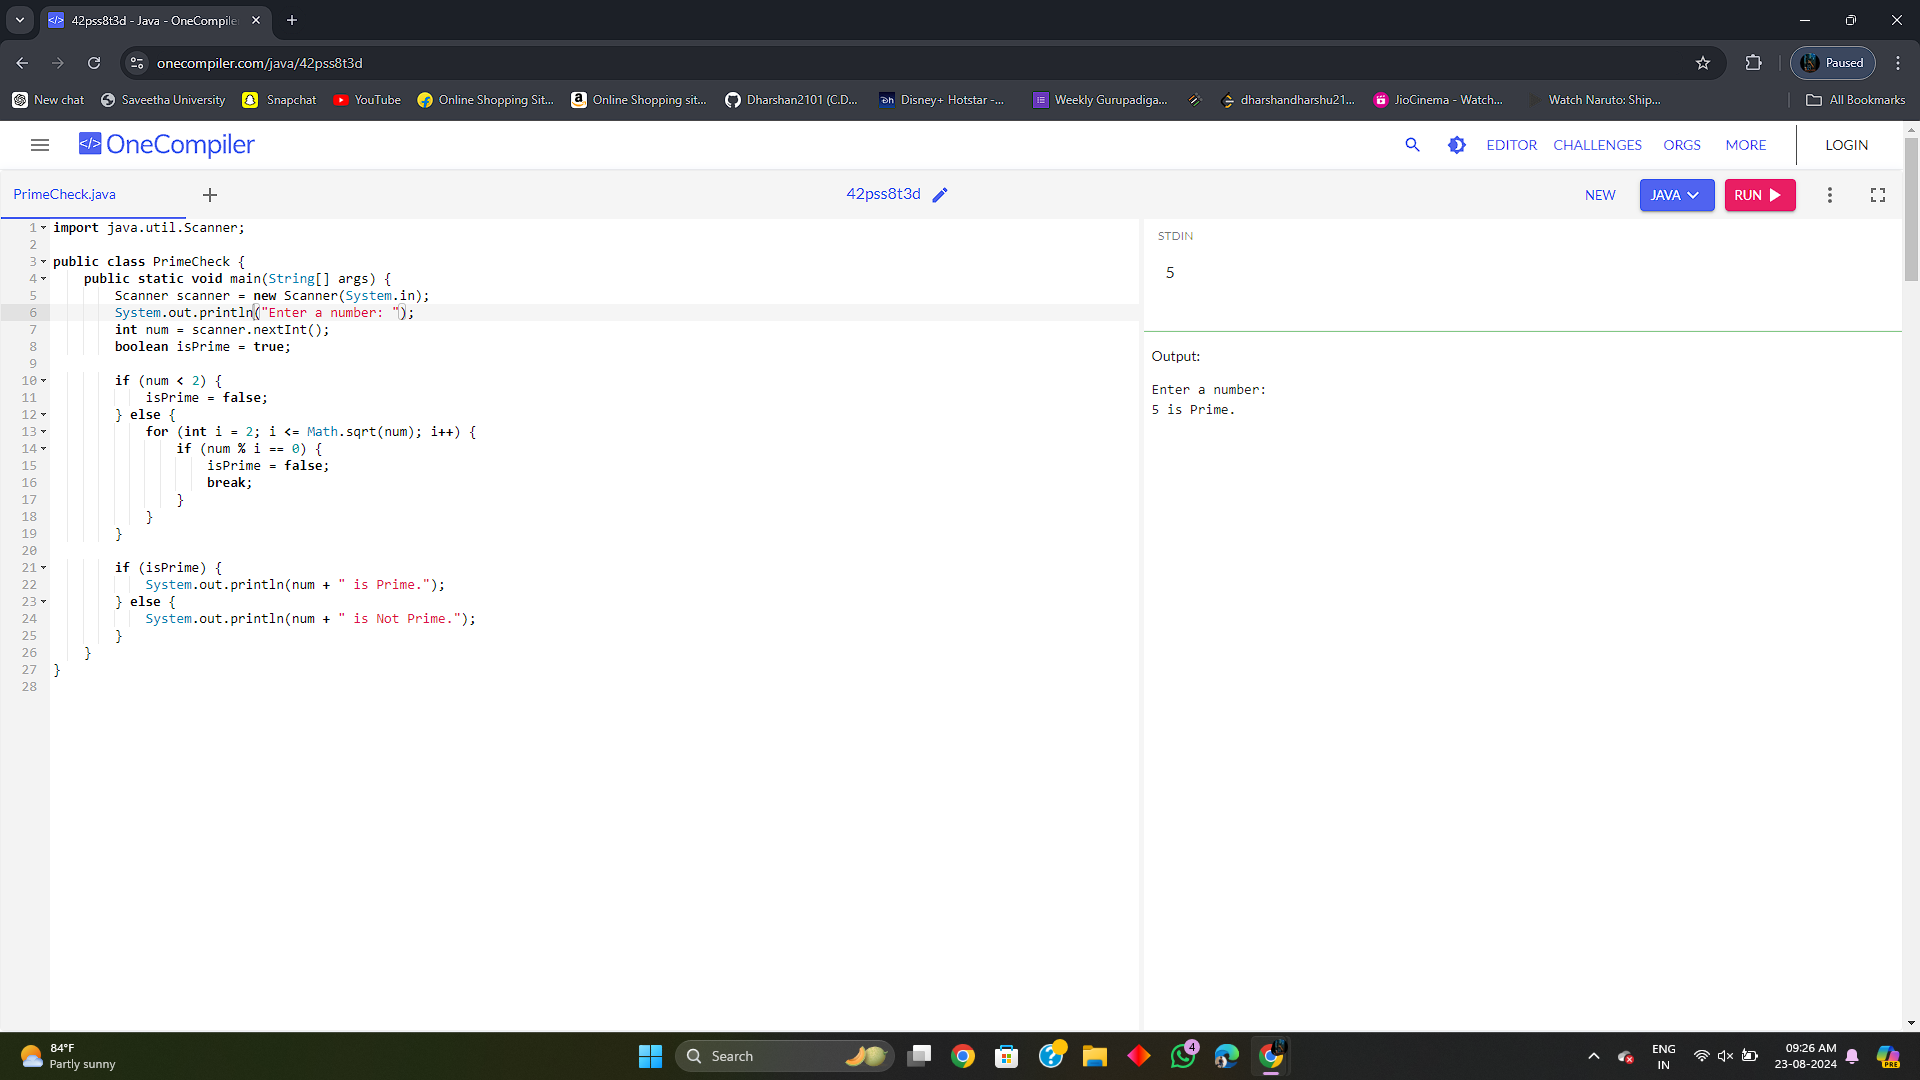 42pss8t3d - Java - OneCompiler
onecompiler.com/java/42pss8t3d
Paused
New chat
Saveetha University
Snapchat
YouTube
Online Shopping Sit...
Online Shopping sit...
Dharshan2101 (C.D...
Disney+ Hotstar -...
Weekly Gurupadiga...
dharshandharshu21...
JioCinema - Watch...
Watch Naruto: Ship...
All Bookmarks
</> OneCompiler
EDITOR CHALLENGES ORGS MORE LOGIN
PrimeCheck.java
42pss8t3d
NEW JAVA RUN
1 import java.util.Scanner;
2
3 public class PrimeCheck {
4 public static void main(String[] args) {
5 Scanner scanner = new Scanner(System.in);
6 System.out.println("Enter a number: ");
7 int num = scanner.nextInt();
8 boolean isPrime = true;
9
10 if (num < 2) {
11 isPrime = false;
12 } else {
13 for (int i = 2; i <= Math.sqrt(num); i++) {
14 if (num % i == 0) {
15 isPrime = false;
16 break;
17 }
18 }
19 }
20
21 if (isPrime) {
22 System.out.println(num + " is Prime.");
23 } else {
24 System.out.println(num + " is Not Prime.");
25 }
26 }
27 }
28
STDIN
5
Output:
Enter a number:
5 is Prime.
84°F
Partly sunny
Search
4
ENG
IN
09:26 AM
23-08-2024
PRE